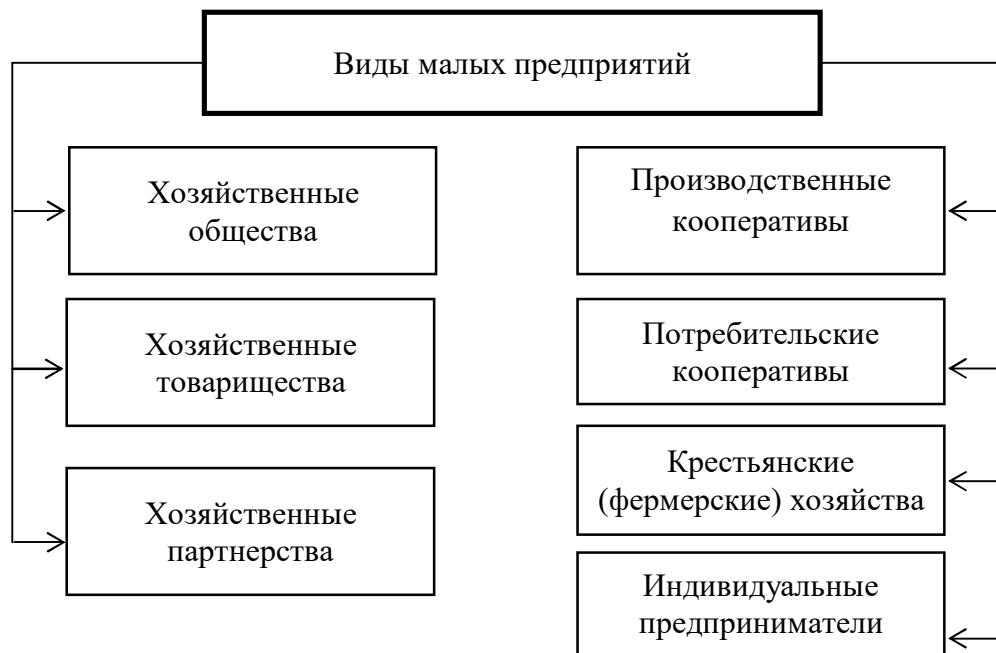 Виды малых предприятий
Хозяйственные
общества
Хозяйственные
товарищества
Хозяйственные
партнерства
Производственные
кооперативы
Потребительские
кооперативы
Крестьянские
(фермерские) хозяйства
Индивидуальные
предприниматели